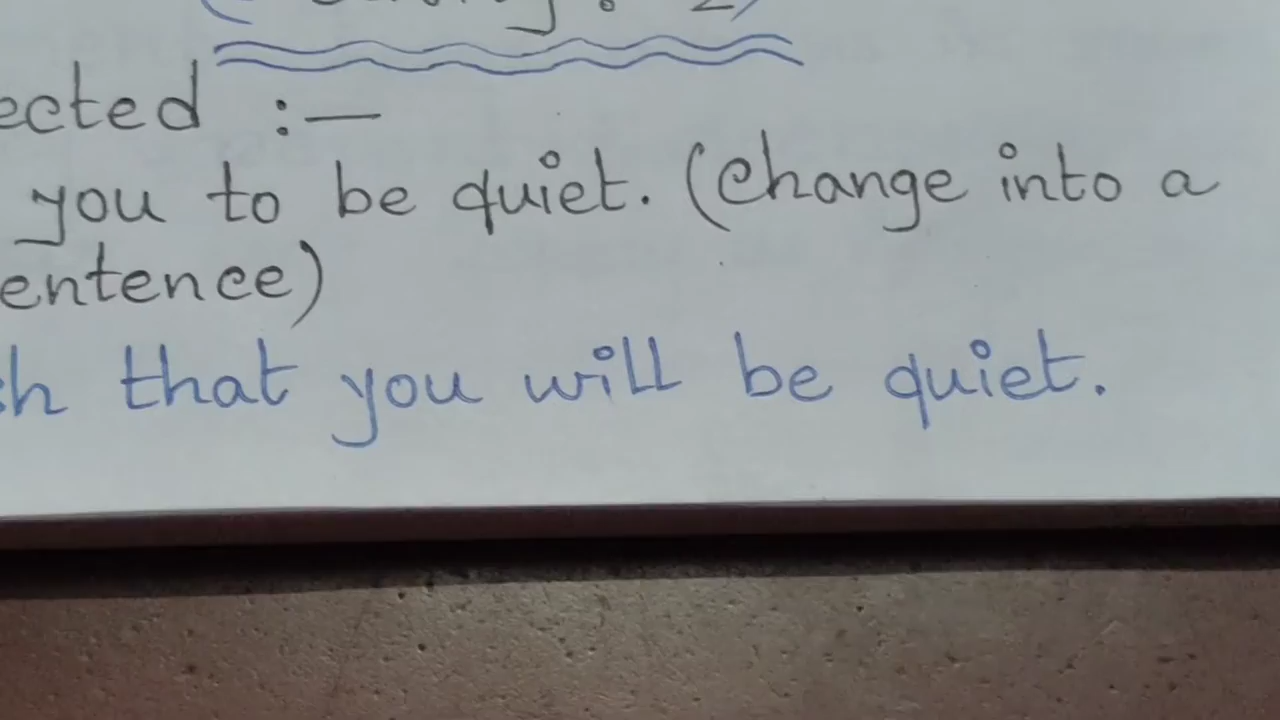 ected :—
you to be quiet. (Change into a
entence)
h that you will be quiet.